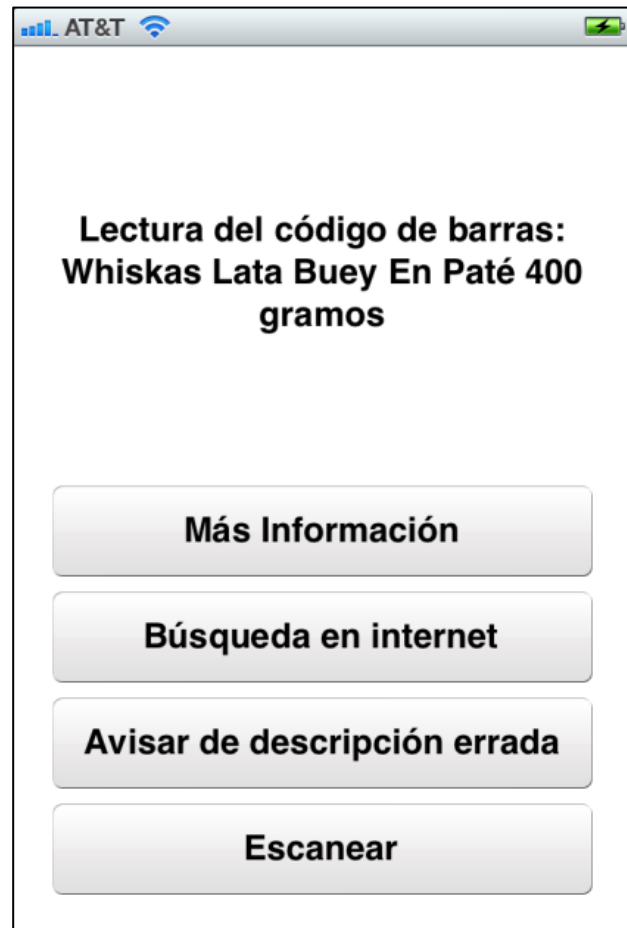 AT&T
Lectura del código de barras:
Whiskas Lata Buey En Paté 400
gramos
Más Información
Búsqueda en internet
Avisar de descripción errada
Escanear